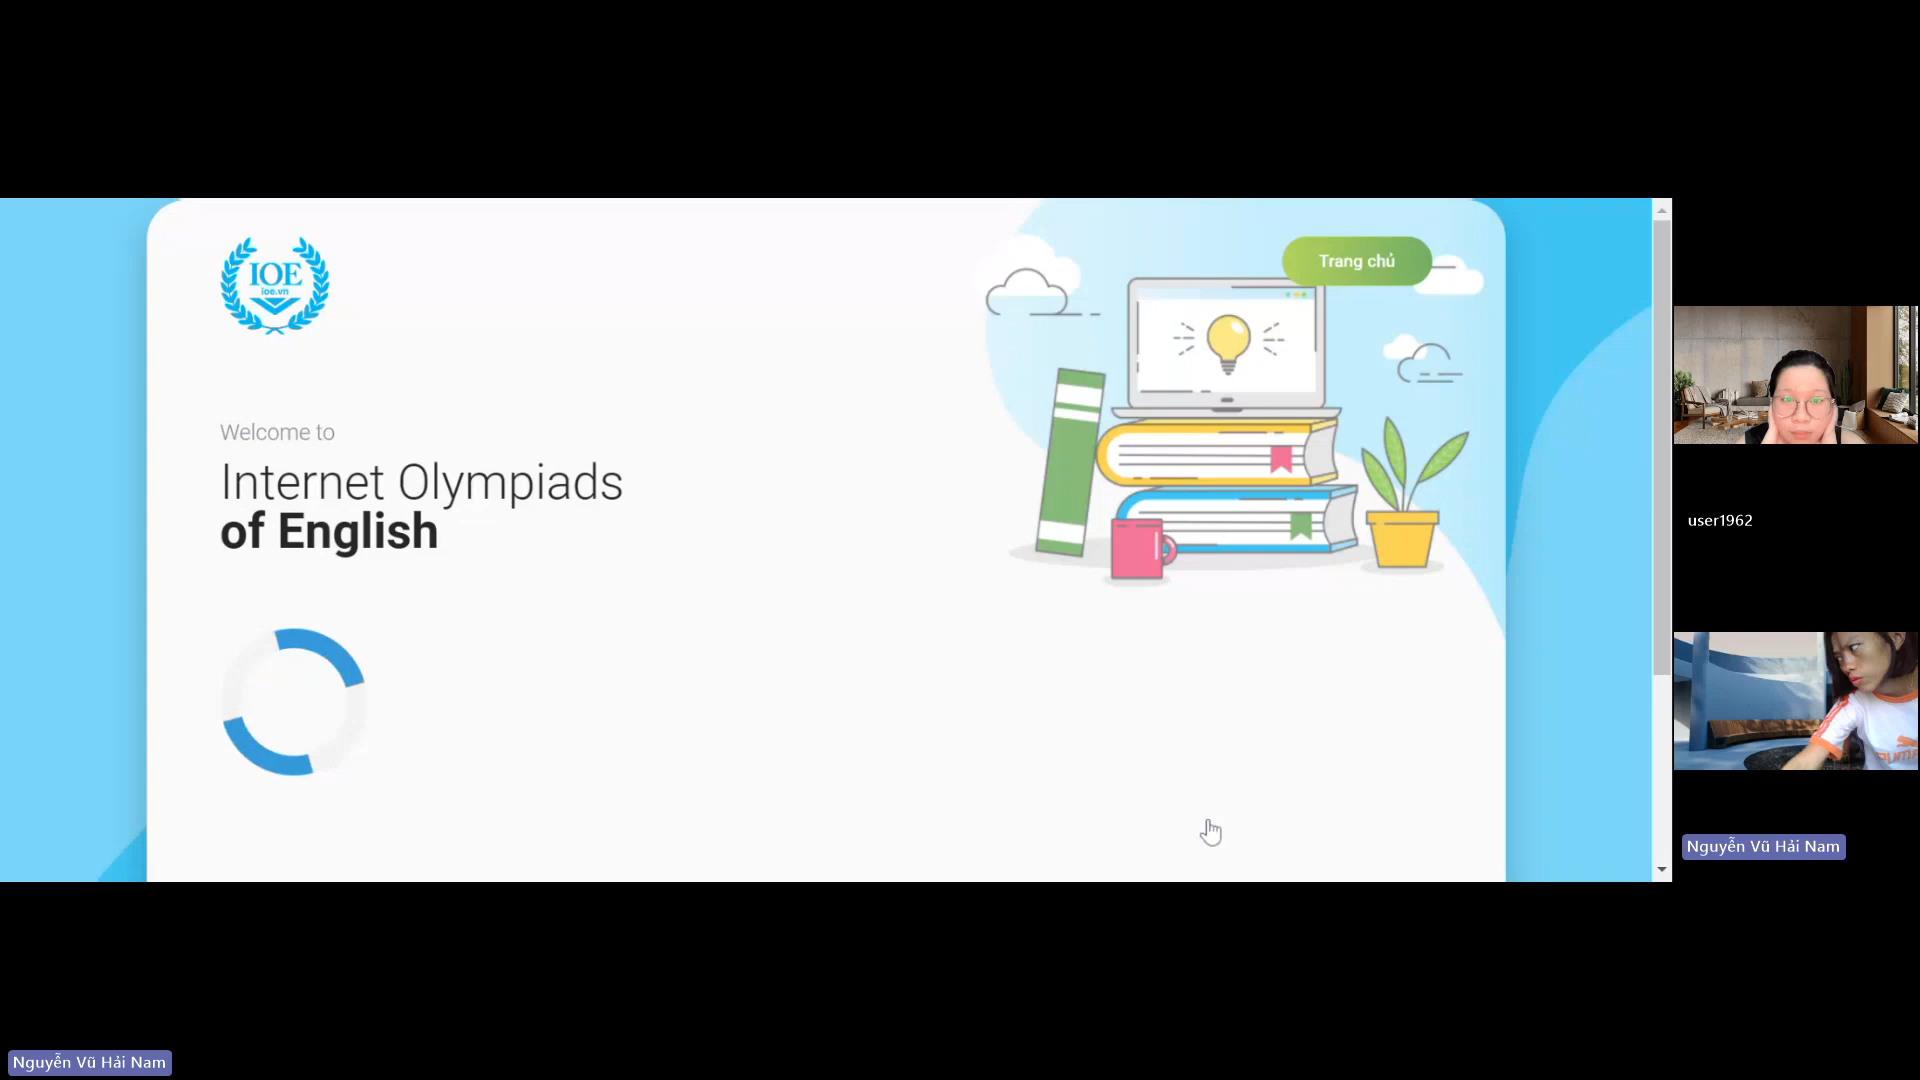 IOE
ioe.vn
Trang chủ
Welcome to
Internet Olympiads
of English
user1962
PUMA
Nguyễn Vũ Hải Nam
Nguyễn Vũ Hải Nam